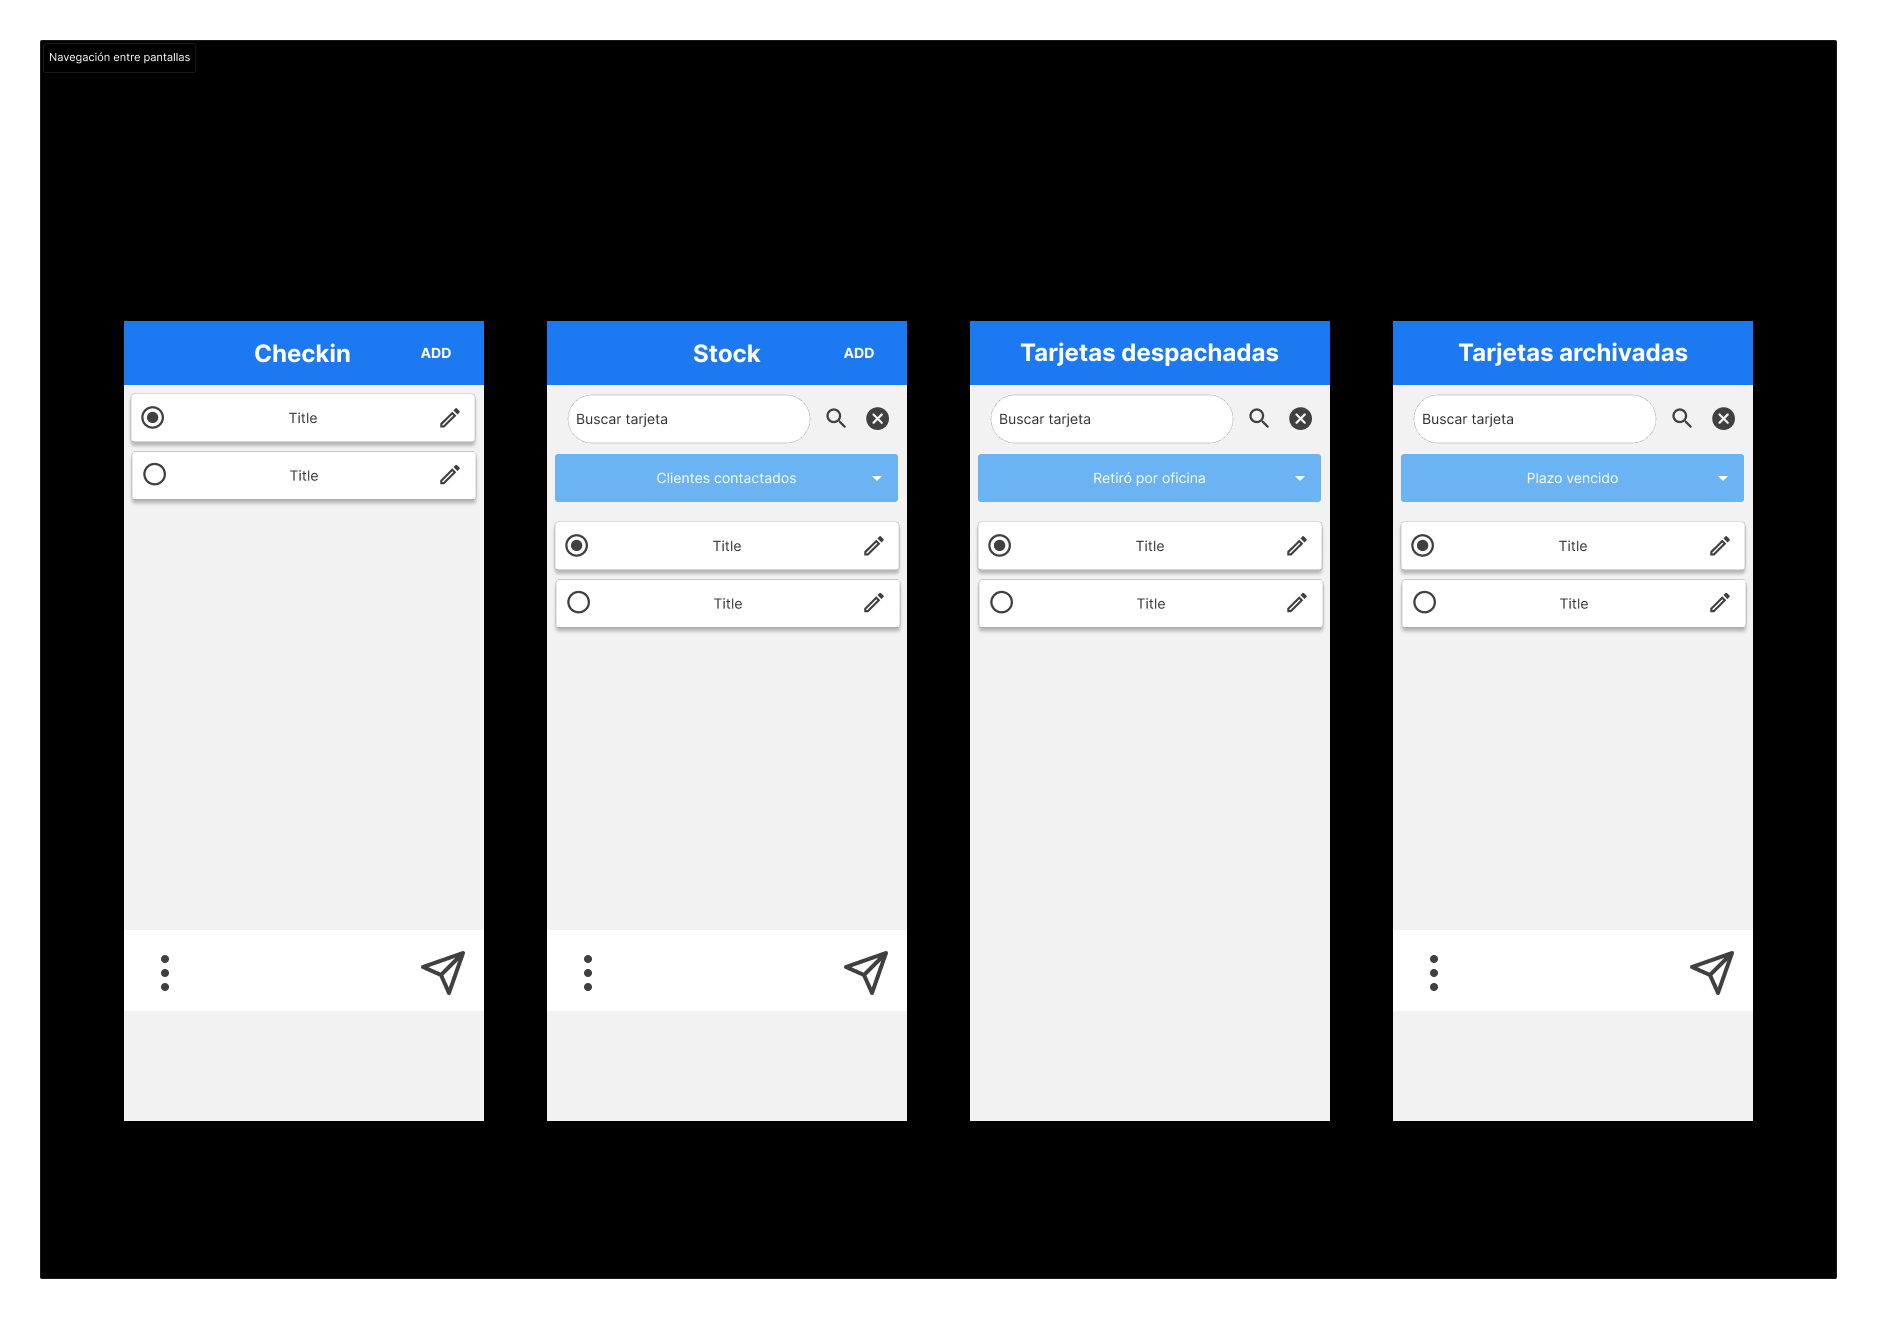 Navegación entre pantallas
Checkin
ADD
Title
Title
Stock
ADD
Buscar tarjeta
Clientes contactados
Title
Title
Tarjetas despachadas
Buscar tarjeta
Retiró por oficina
Title
Title
Tarjetas archivadas
Buscar tarjeta
Plazo vencido
Title
Title